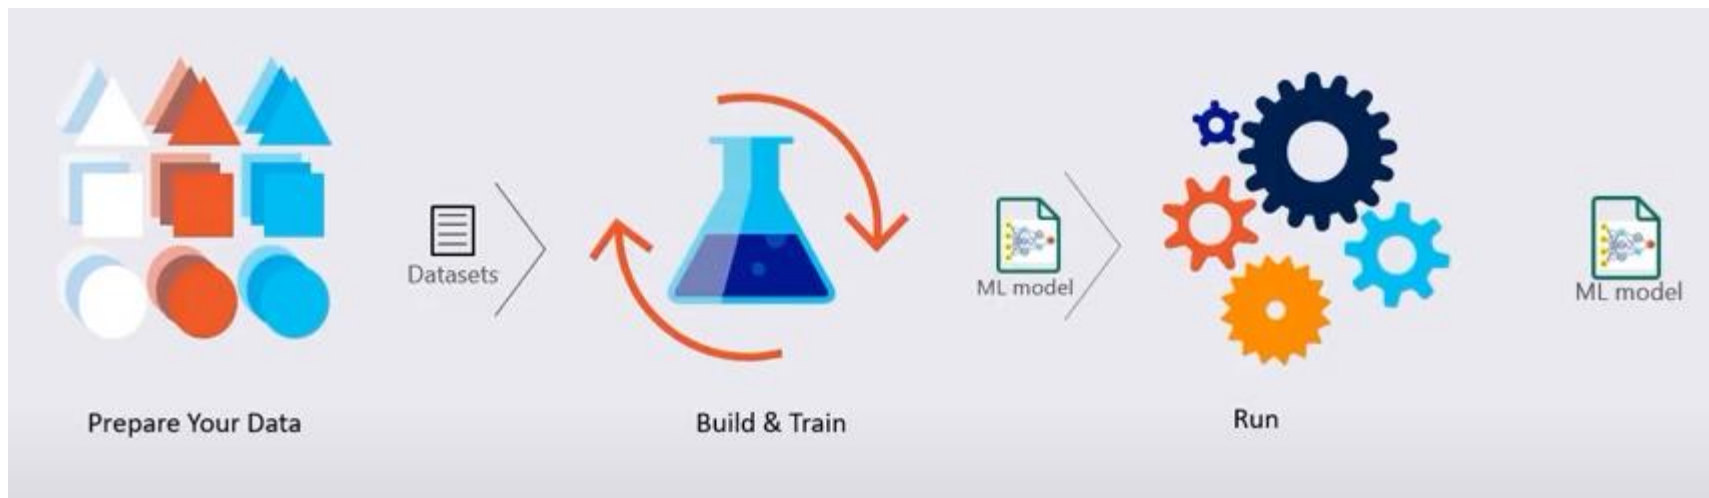 Datasets
ML model
ML model
Prepare Your Data
Build & Train
Run